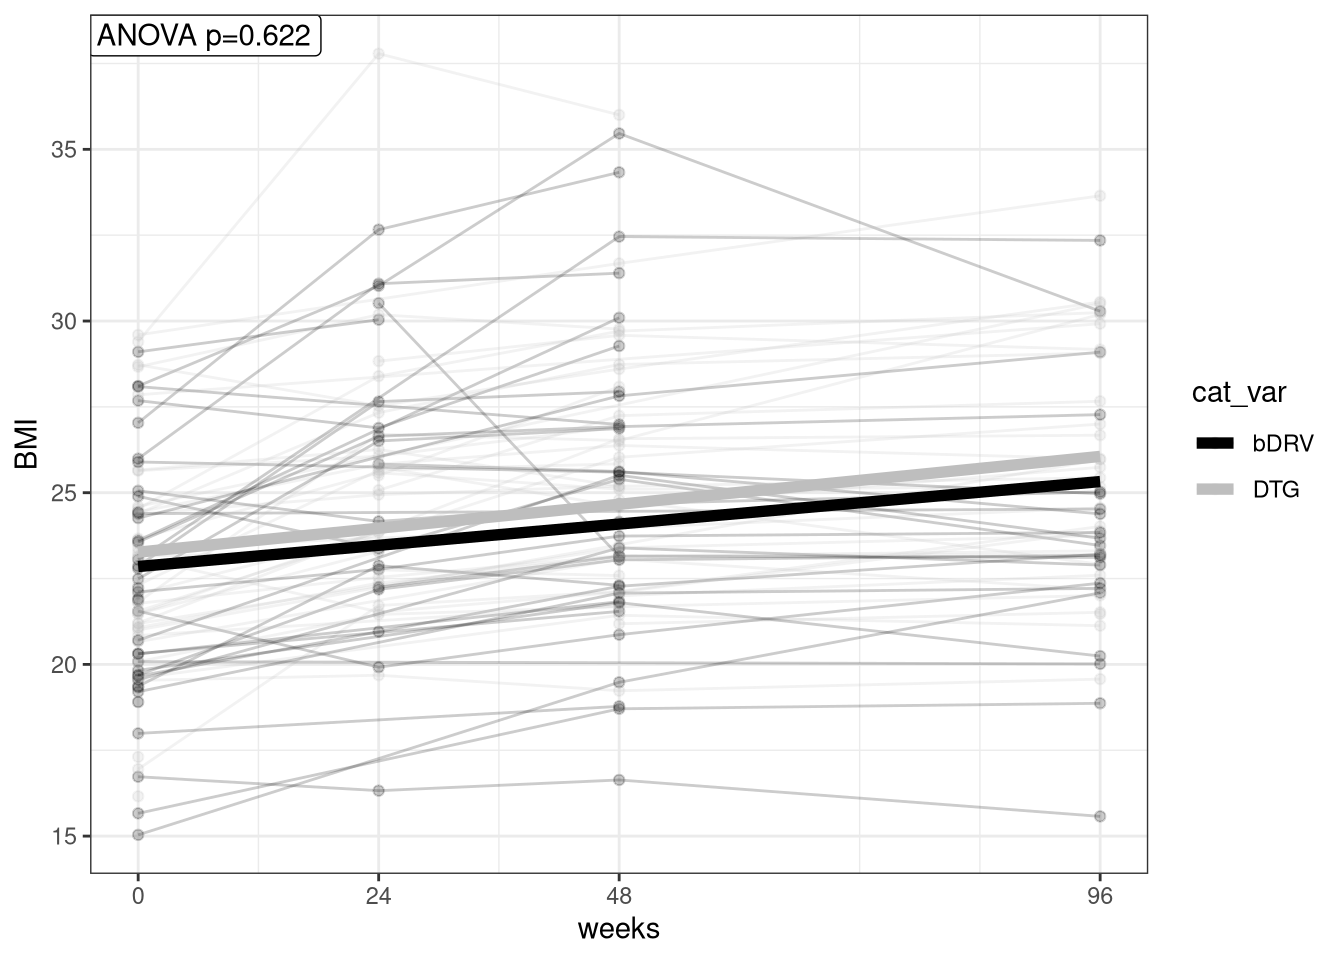 ANOVA p=0.622
35
30
25
20
15
BMI
0 24 48 96
weeks
cat_var
bDRV
DTG